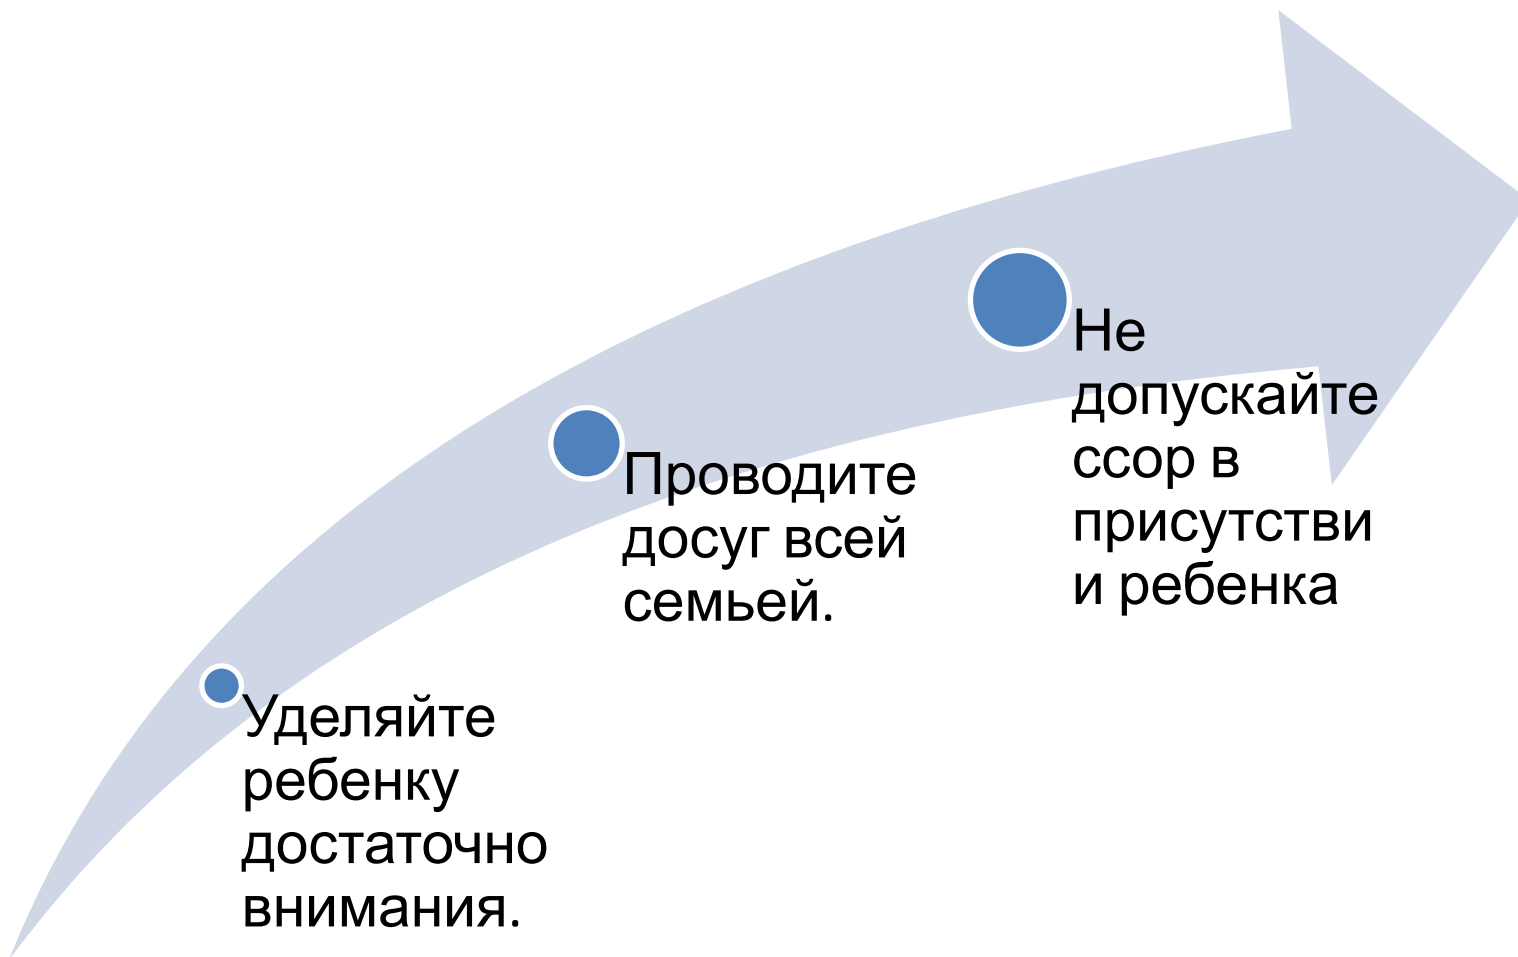 Уделяйте
ребенку
достаточно
внимания.
Проводите
досуг всей
семьей.
Не
допускайте
ссор в
присутстви
и ребенка